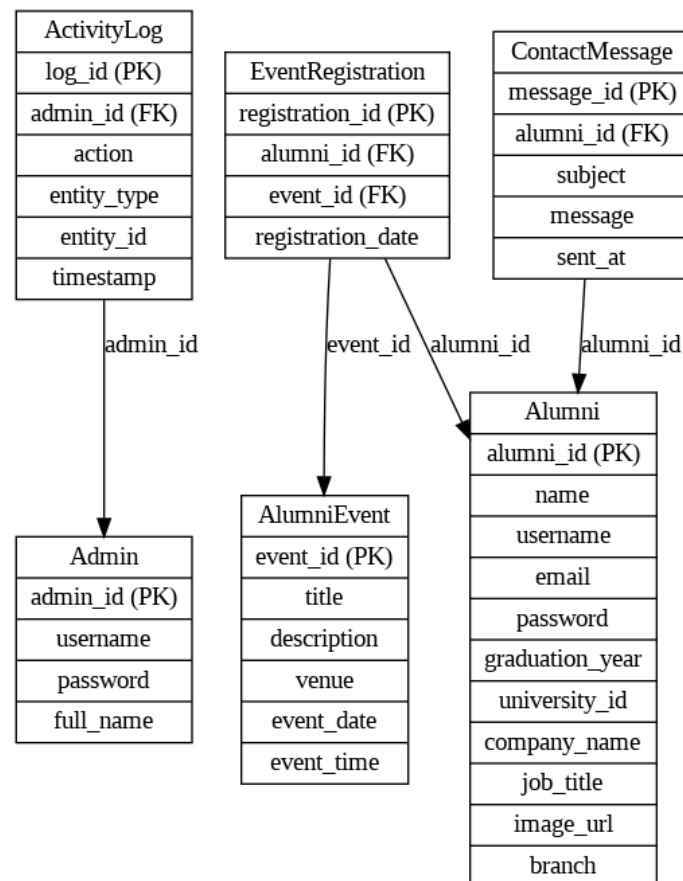 ActivityLog
log_id (PK)
admin_id (FK)
action
entity_type
entity_id
timestamp
EventRegistration
registration_id (PK)
alumni_id (FK)
event_id (FK)
registration_date
ContactMessage
message_id (PK)
alumni_id (FK)
subject
message
sent_at
admin_id
event_id
alumni_id
alumni_id
Admin
admin_id (PK)
username
password
full_name
AlumniEvent
event_id (PK)
title
description
venue
event_date
event_time
Alumni
alumni_id (PK)
name
username
email
password
graduation_year
university_id
company_name
job_title
image_url
branch